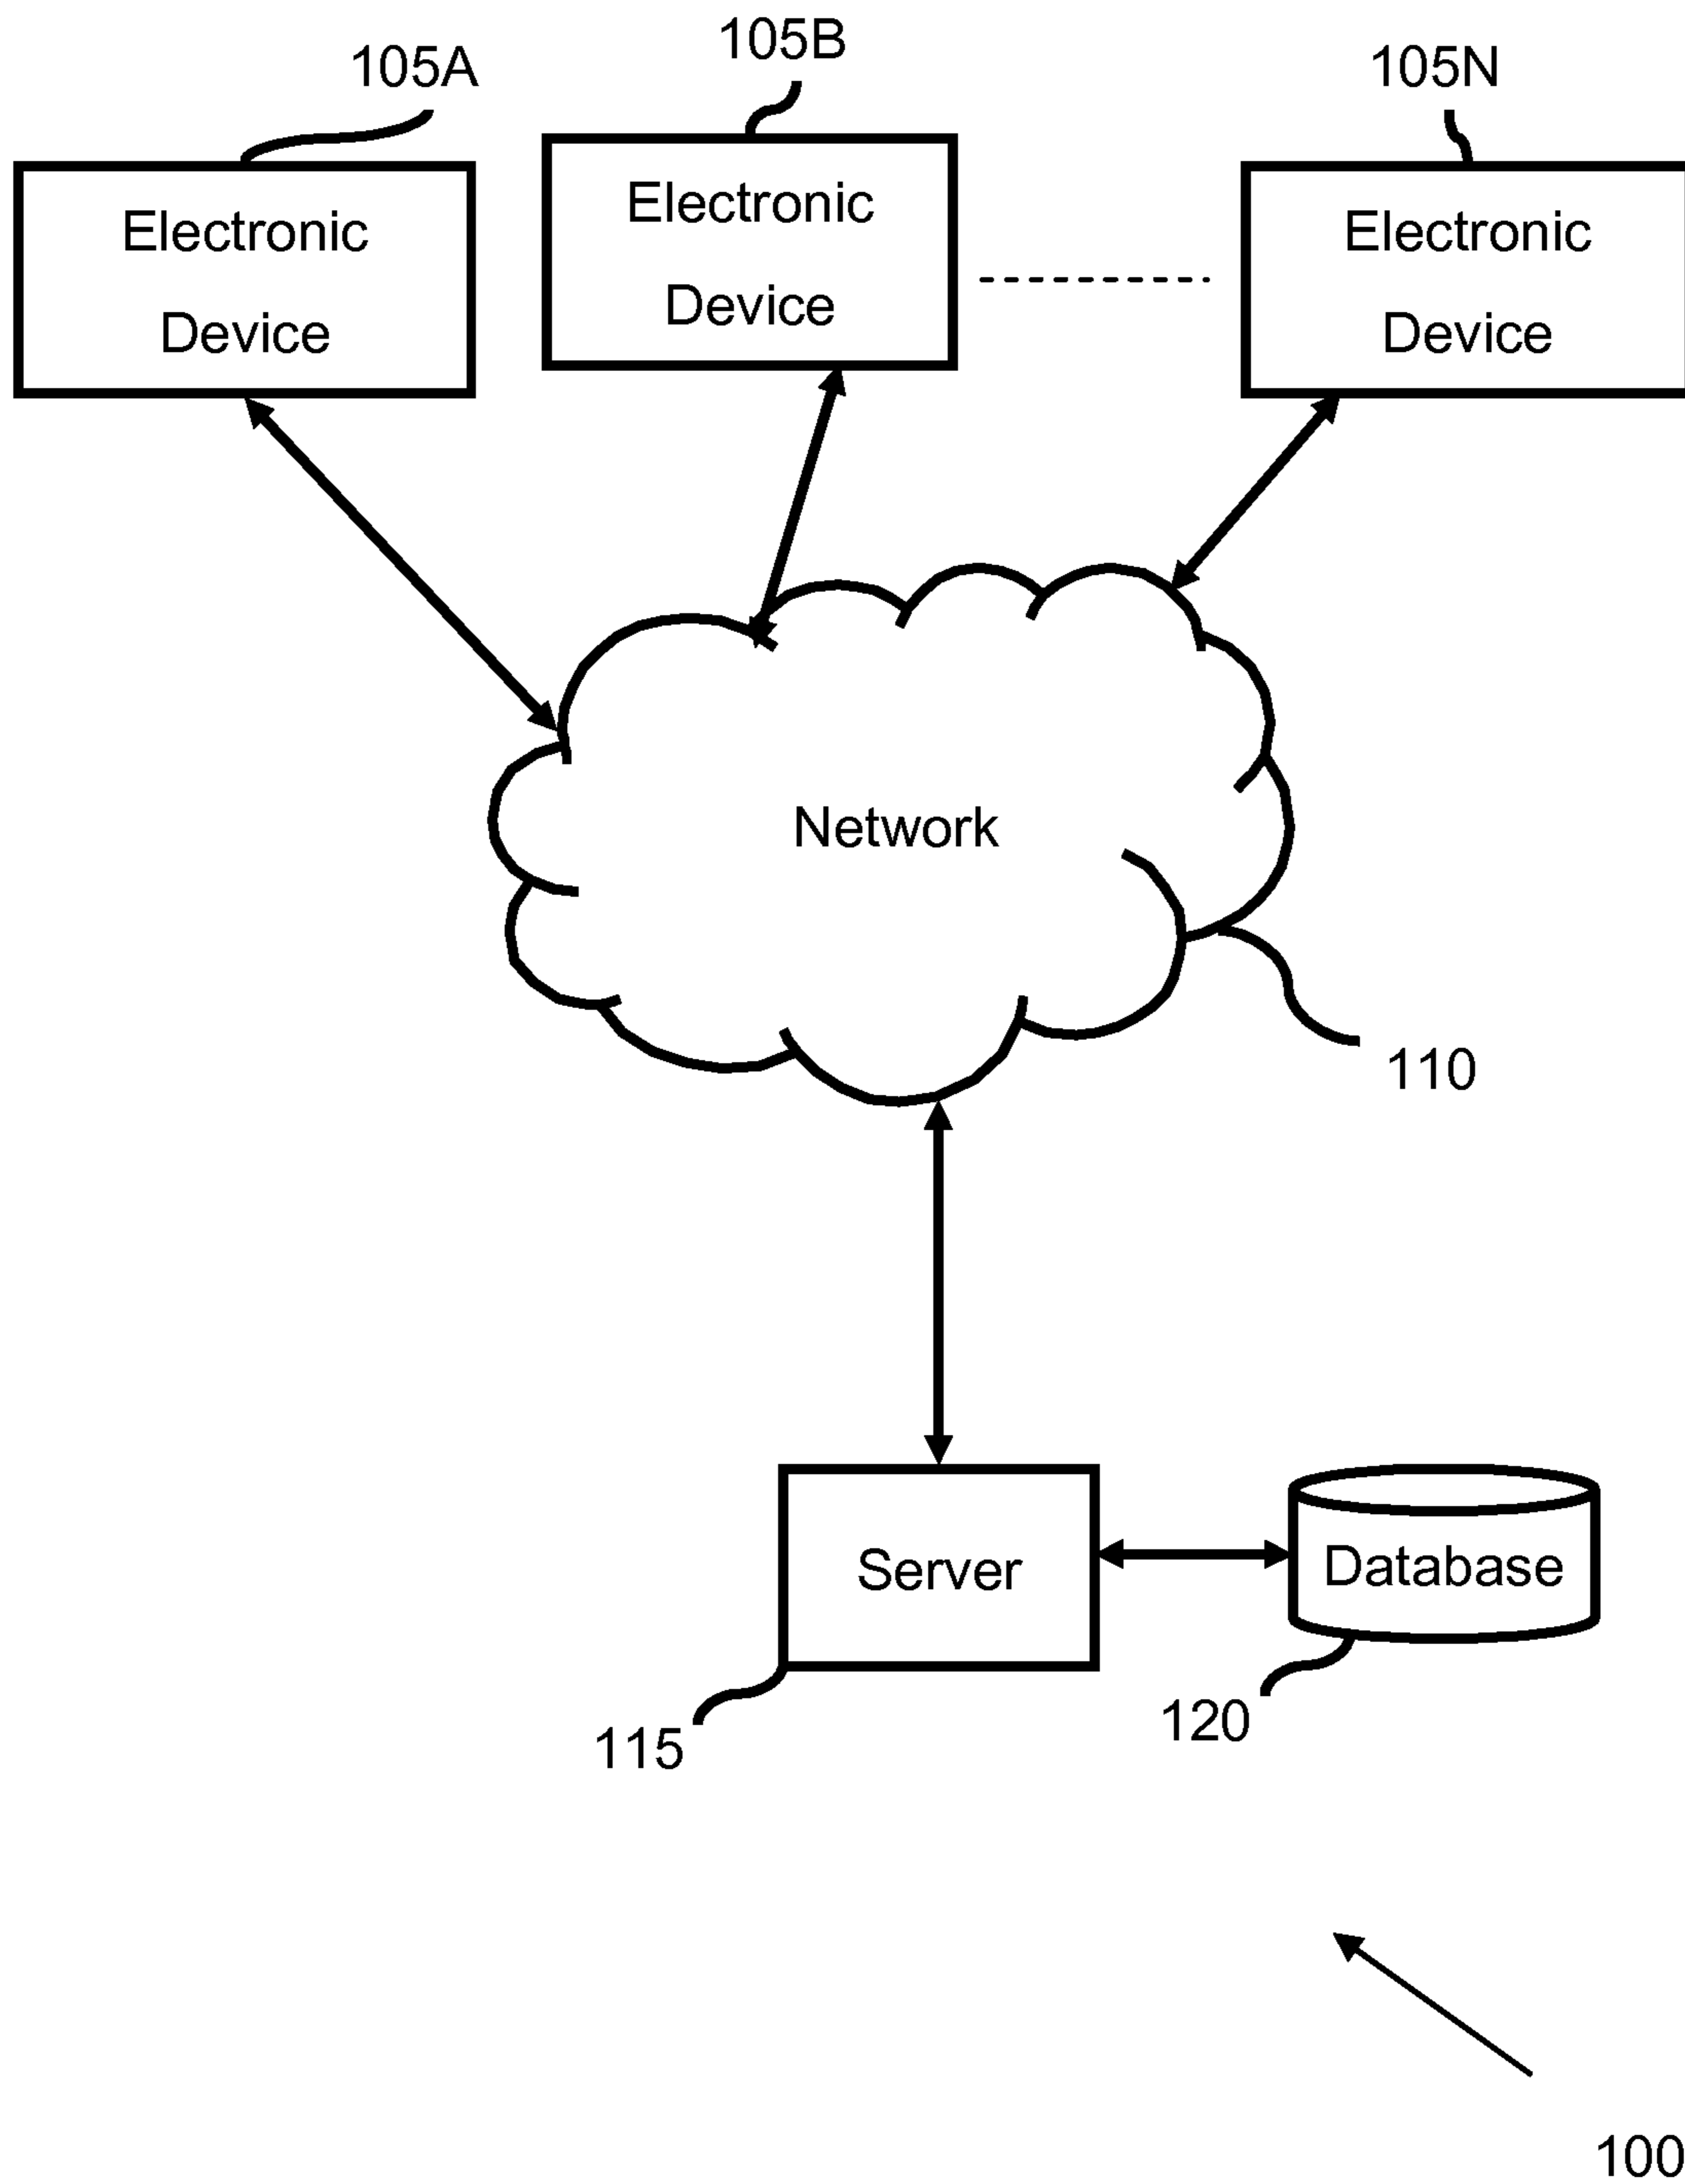 105A
105B
105N
Electronic
Device
Electronic
Device
Electronic
Device
Network
110
Server
Database
115
120
100